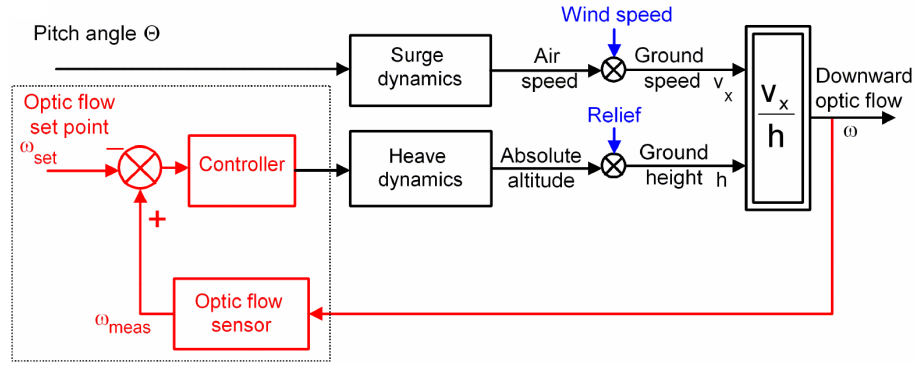 Wind speed
Pitch angle Θ
Surge
dynamics
Air
speed
Ground
speed
v x
Optic flow
set point
ω set
−
+
Controller
Heave
dynamics
Absolute
altitude
Relief
Ground
height h
v x
h
Downward
optic flow
ω
Optic flow
sensor
ω meas